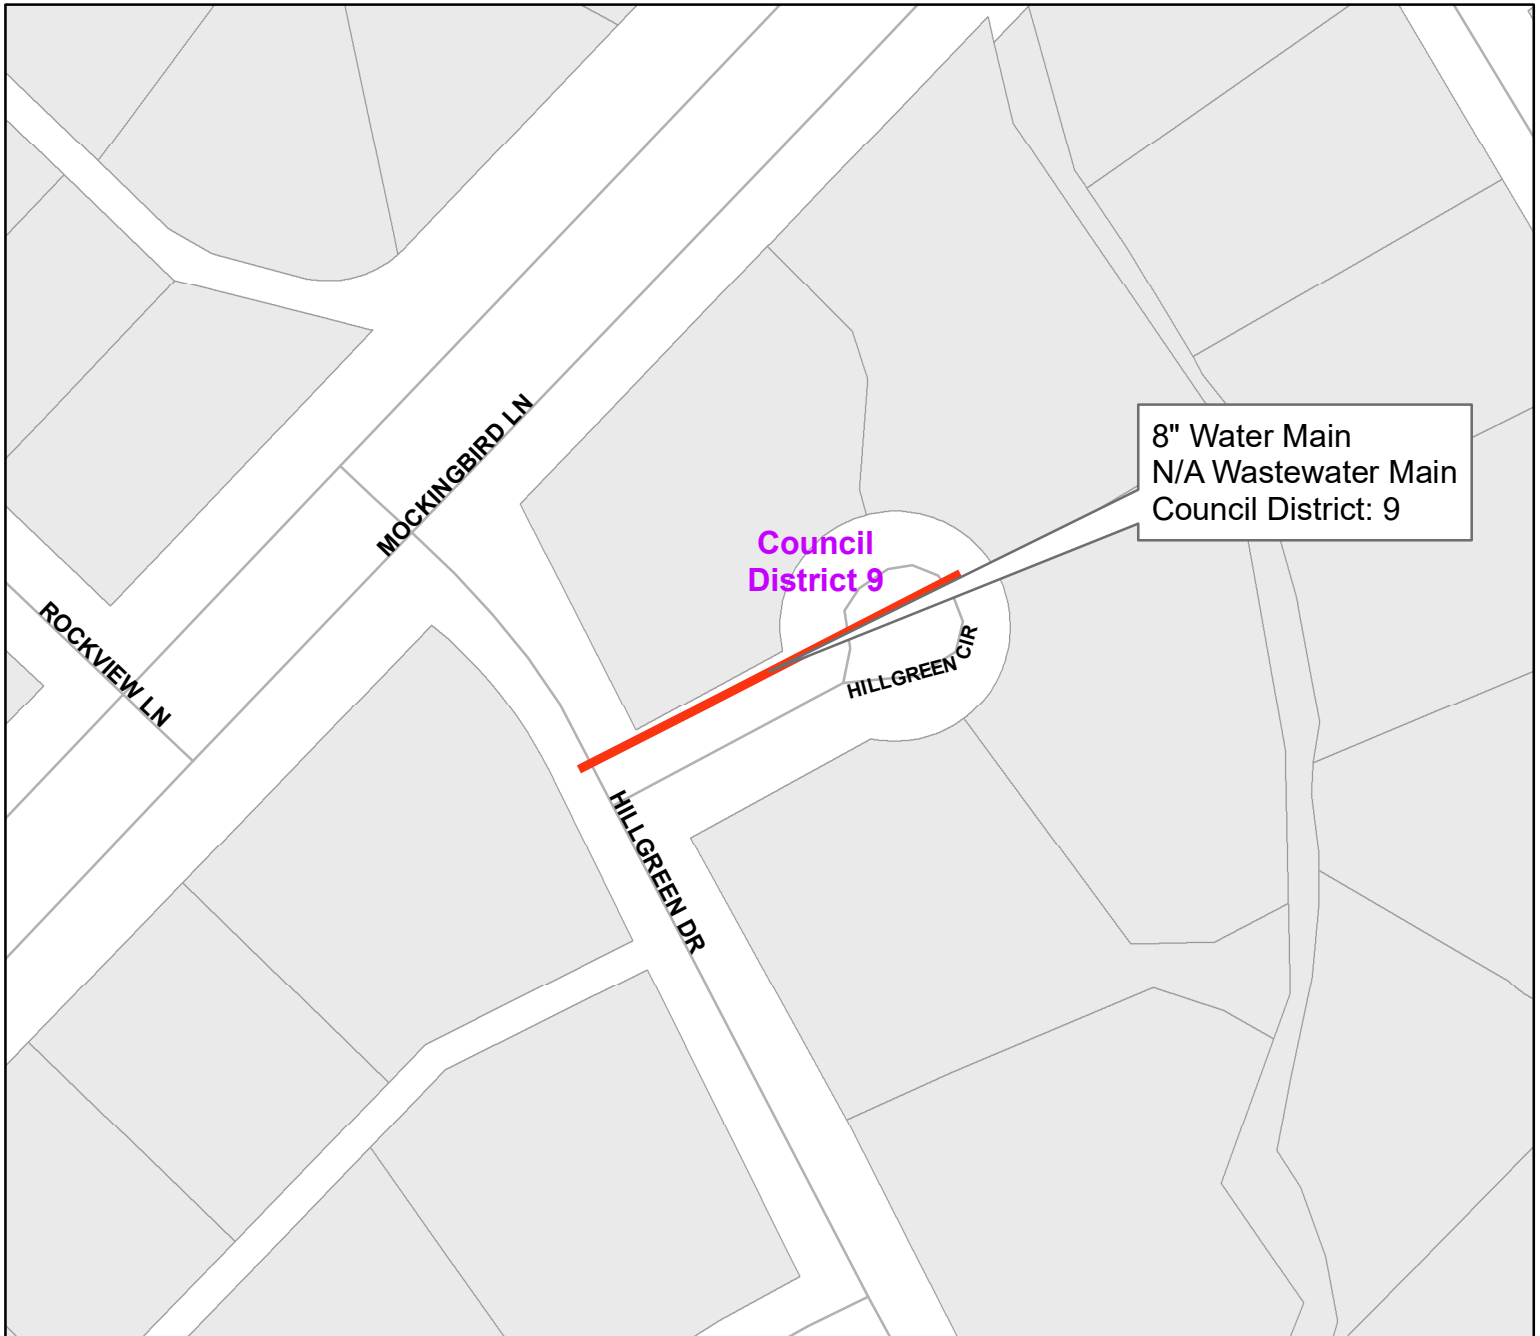 MOCKINGBIRD LN
8" Water Main
N/A Wastewater Main
Council District: 9
Council
District 9
ROCKVIEW LN
HILLGREEN CIR
HILLGREEN DR